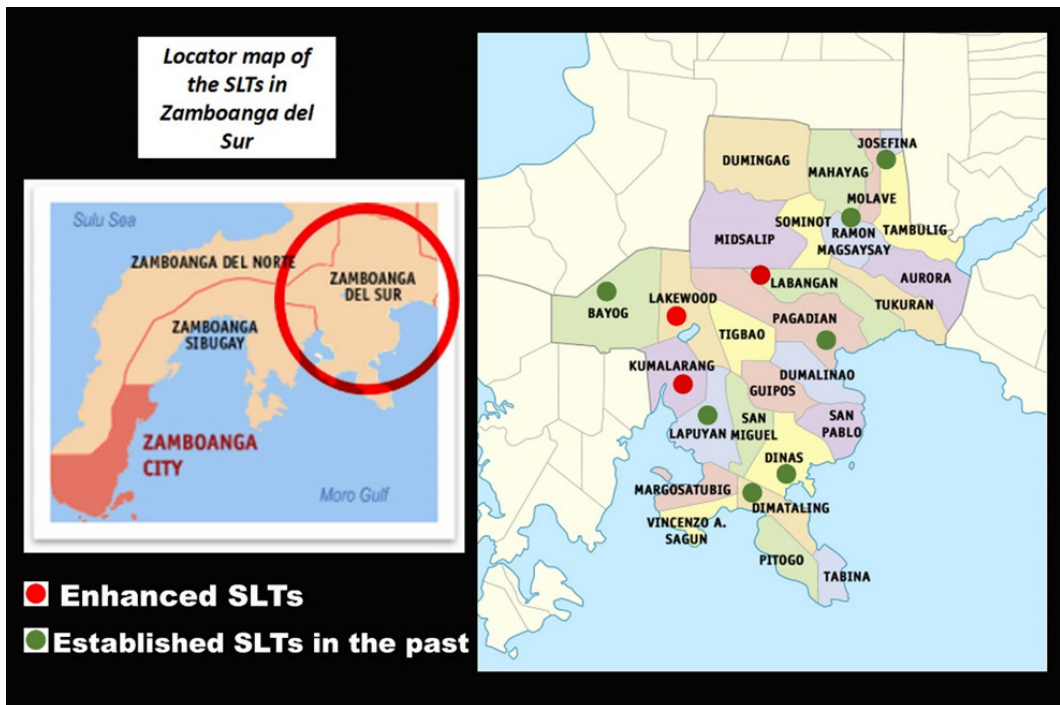 Locator map of
the SLTs in
Zamboanga del
Sur
Sulu Sea
ZAMBOANGA DEL NORTE
ZAMBOANGA
DEL SUR
ZAMBOANGA
SIBUGAY
ZAMBOANGA
CITY
Moro Gulf
Enhanced SLTs
Established SLTs in the past
JOSEFINA
DUMINGAG
MAHAYAG
MOLAVE
SOMINOT
TAMBULIG
RAMON
MAGSAYSAY
MIDSALIP
AURORA
LABANGAN
LAKEWOOD
TUKURAN
BAYOG
PAGADIAN
TIGBAO
KUMALARANG
DUMALINAO
GUIPOS
SAN
PABLO
SAN
MIGUEL
LAPUYAN
DINAS
MARGOSATUBIG
DIMATALING
VINCENZO A.
SAGUN
PITOGO
TABINA